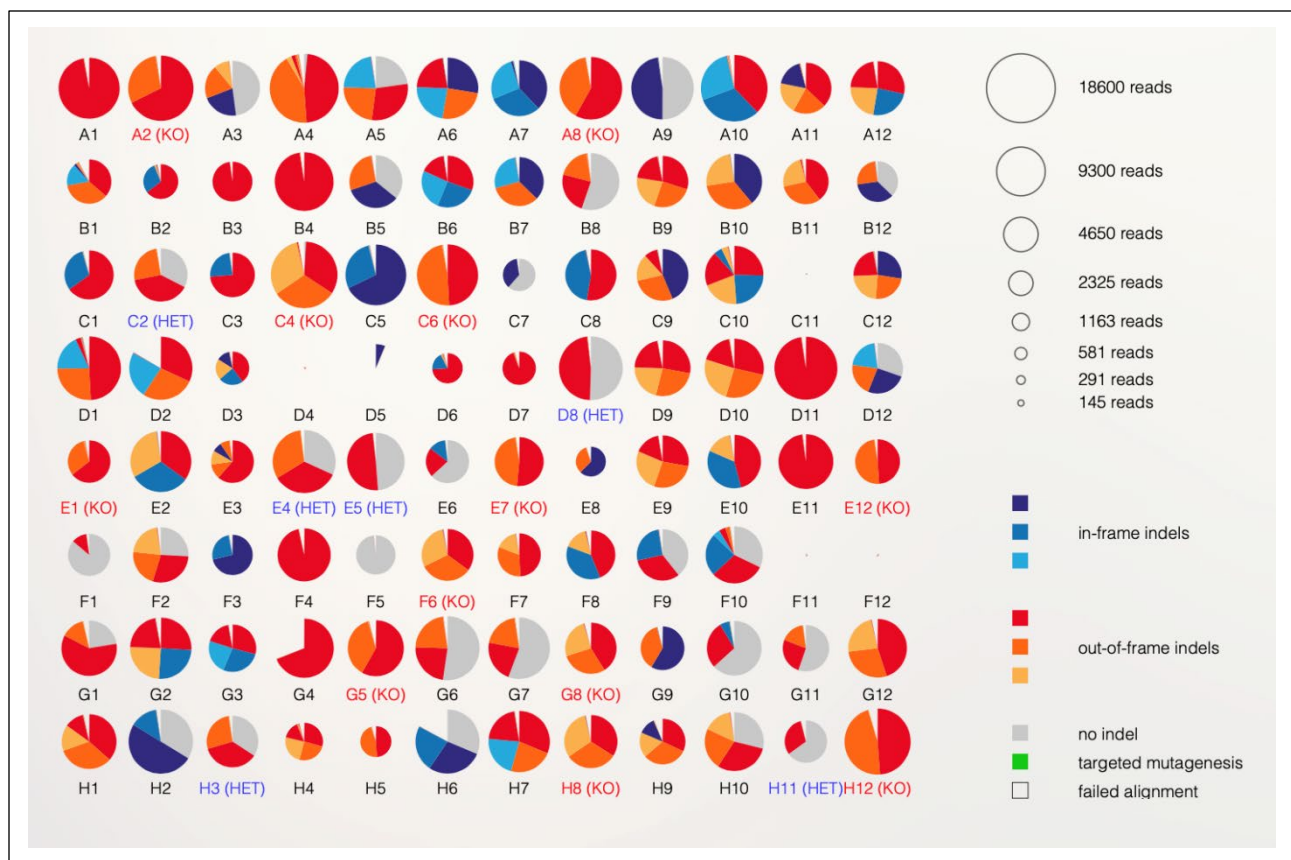 A1 A2 (KO) A3 A4 A5 A6 A7 A8 (KO) A9 A10 A11 A12
B1 B2 B3 B4 B5 B6 B7 B8 B9 B10 B11 B12
C1 C2 (HET) C3 C4 (KO) C5 C6 (KO) C7 C8 C9 C10 C11 C12
D1 D2 D3 D4 D5 D6 D7 D8 (HET) D9 D10 D11 D12
E1 (KO) E2 E3 E4 (HET) E5 (HET) E6 E7 (KO) E8 E9 E10 E11 E12 (KO)
F1 F2 F3 F4 F5 F6 (KO) F7 F8 F9 F10 F11 F12
G1 G2 G3 G4 G5 (KO) G6 G7 G8 (KO) G9 G10 G11 G12
H1 H2 H3 (HET) H4 H5 H6 H7 H8 (KO) H9 H10 H11 (HET) H12 (KO)
18600 reads
9300 reads
4650 reads
2325 reads
1163 reads
581 reads
291 reads
145 reads
in-frame indels
out-of-frame indels
no indel
targeted mutagenesis
failed alignment